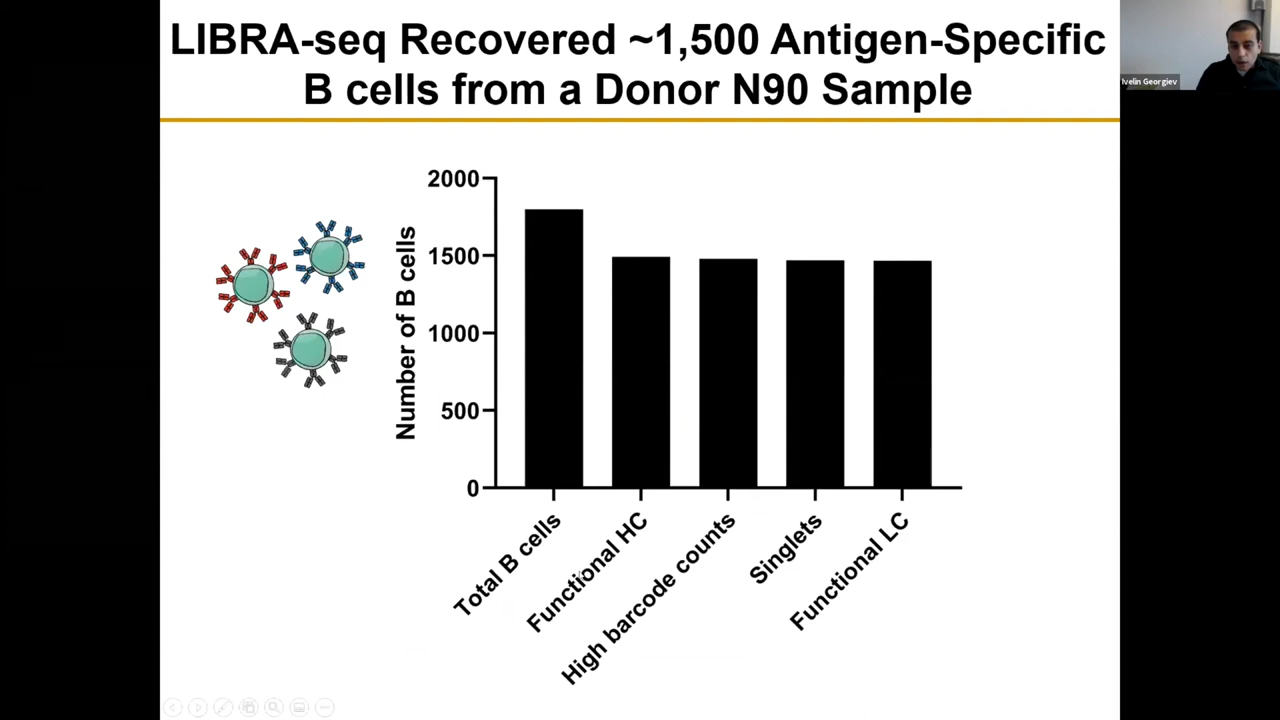 LIBRA-seq Recovered ~1,500 Antigen-Specific
B cells from a Donor N90 Sample
Ivelin Georgiev
Number of B cells
2000
1500
1000
500
0
Total B cells
Functional HC
High barcode counts
Singlets
Functional LC